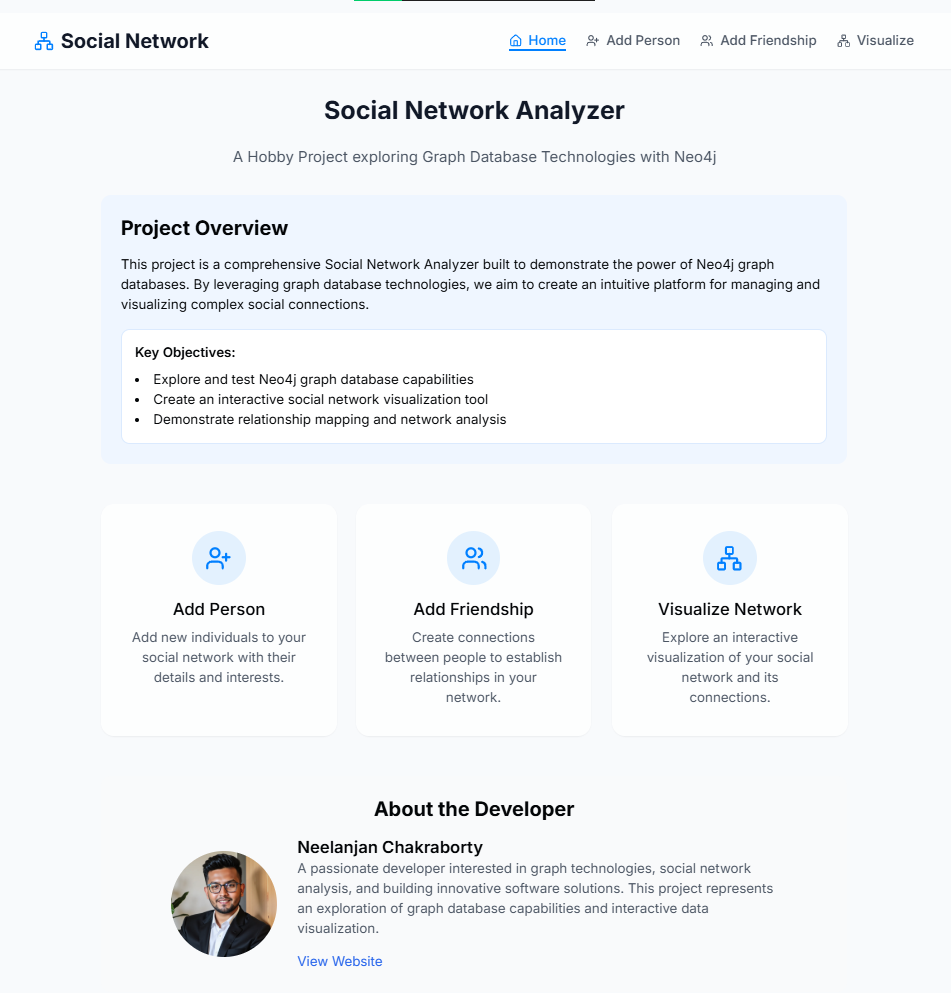 Social Network
Home
Add Person
Add Friendship
Visualize
Social Network Analyzer
A Hobby Project exploring Graph Database Technologies with Neo4j
Project Overview
This project is a comprehensive Social Network Analyzer built to demonstrate the power of Neo4j graph
databases. By leveraging graph database technologies, we aim to create an intuitive platform for managing and
visualizing complex social connections.
Key Objectives:
• Explore and test Neo4j graph database capabilities
• Create an interactive social network visualization tool
• Demonstrate relationship mapping and network analysis
Add Person
Add new individuals to your
social network with their
details and interests.
Add Friendship
Create connections
between people to establish
relationships in your
network.
Visualize Network
Explore an interactive
visualization of your social
network and its
connections.
About the Developer
Neelanjan Chakraborty
A passionate developer interested in graph technologies, social network
analysis, and building innovative software solutions. This project represents
an exploration of graph database capabilities and interactive data
visualization.
View Website